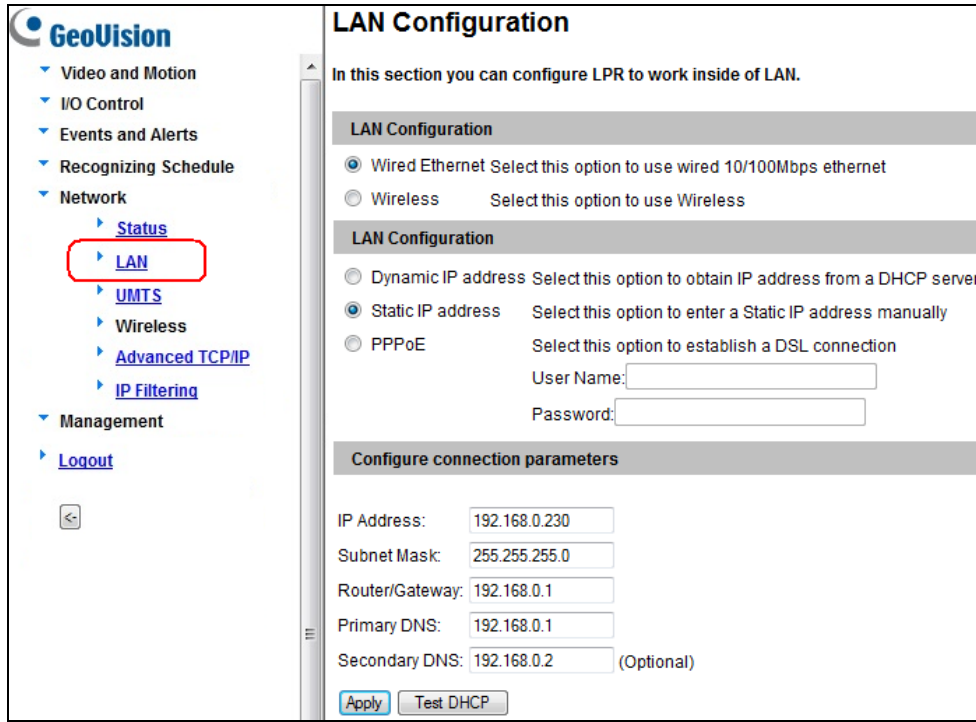 GeoVision
Video and Motion
I/O Control
Events and Alerts
Recognizing Schedule
Network
Status
LAN
UMTS
Wireless
Advanced TCP/IP
IP Filtering
Management
Logout
<-
LAN Configuration
In this section you can configure LPR to work inside of LAN.
LAN Configuration
Wired Ethernet Select this option to use wired 10/100Mbps ethernet
Wireless Select this option to use Wireless
LAN Configuration
Dynamic IP address Select this option to obtain IP address from a DHCP server
Static IP address Select this option to enter a Static IP address manually
PPPoE Select this option to establish a DSL connection
User Name:
Password:
Configure connection parameters
IP Address: 192.168.0.230
Subnet Mask: 255.255.255.0
Router/Gateway: 192.168.0.1
Primary DNS: 192.168.0.1
Secondary DNS: 192.168.0.2 (Optional)
Apply Test DHCP